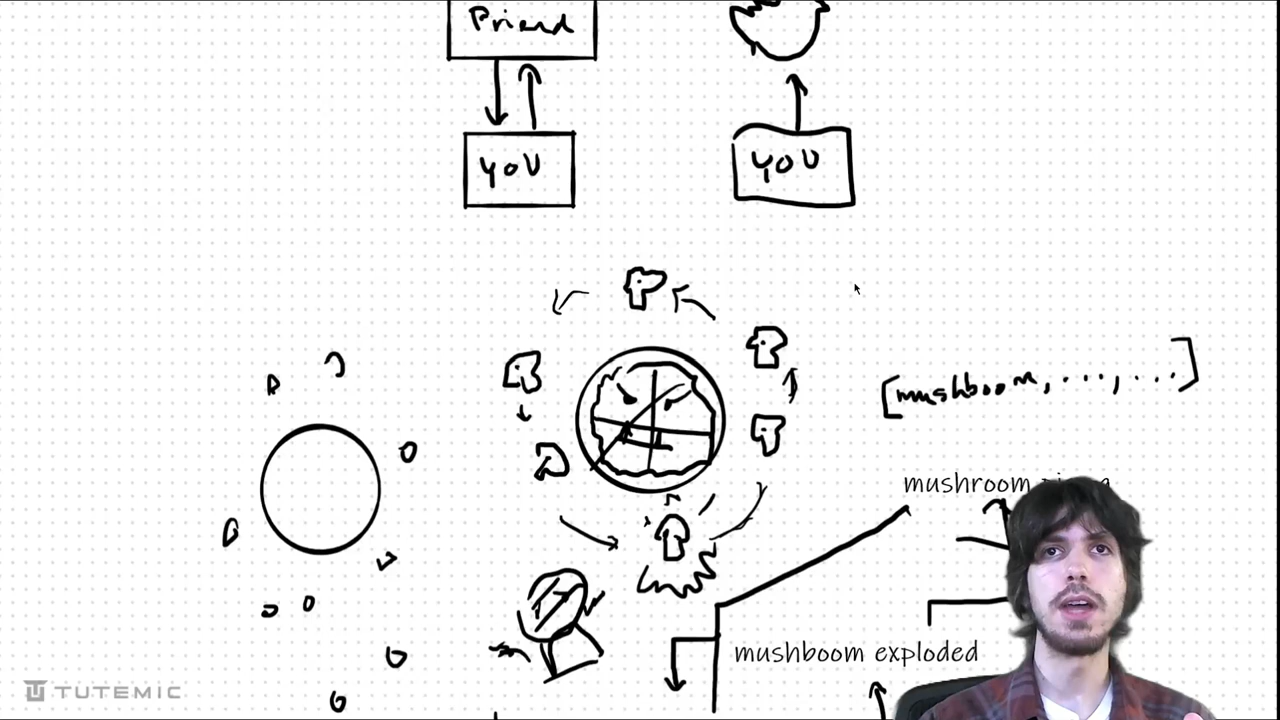 Friend
YOU
YOU
[mushboom, ..., ...]
mushroom
mushboom exploded
TUTEMIC